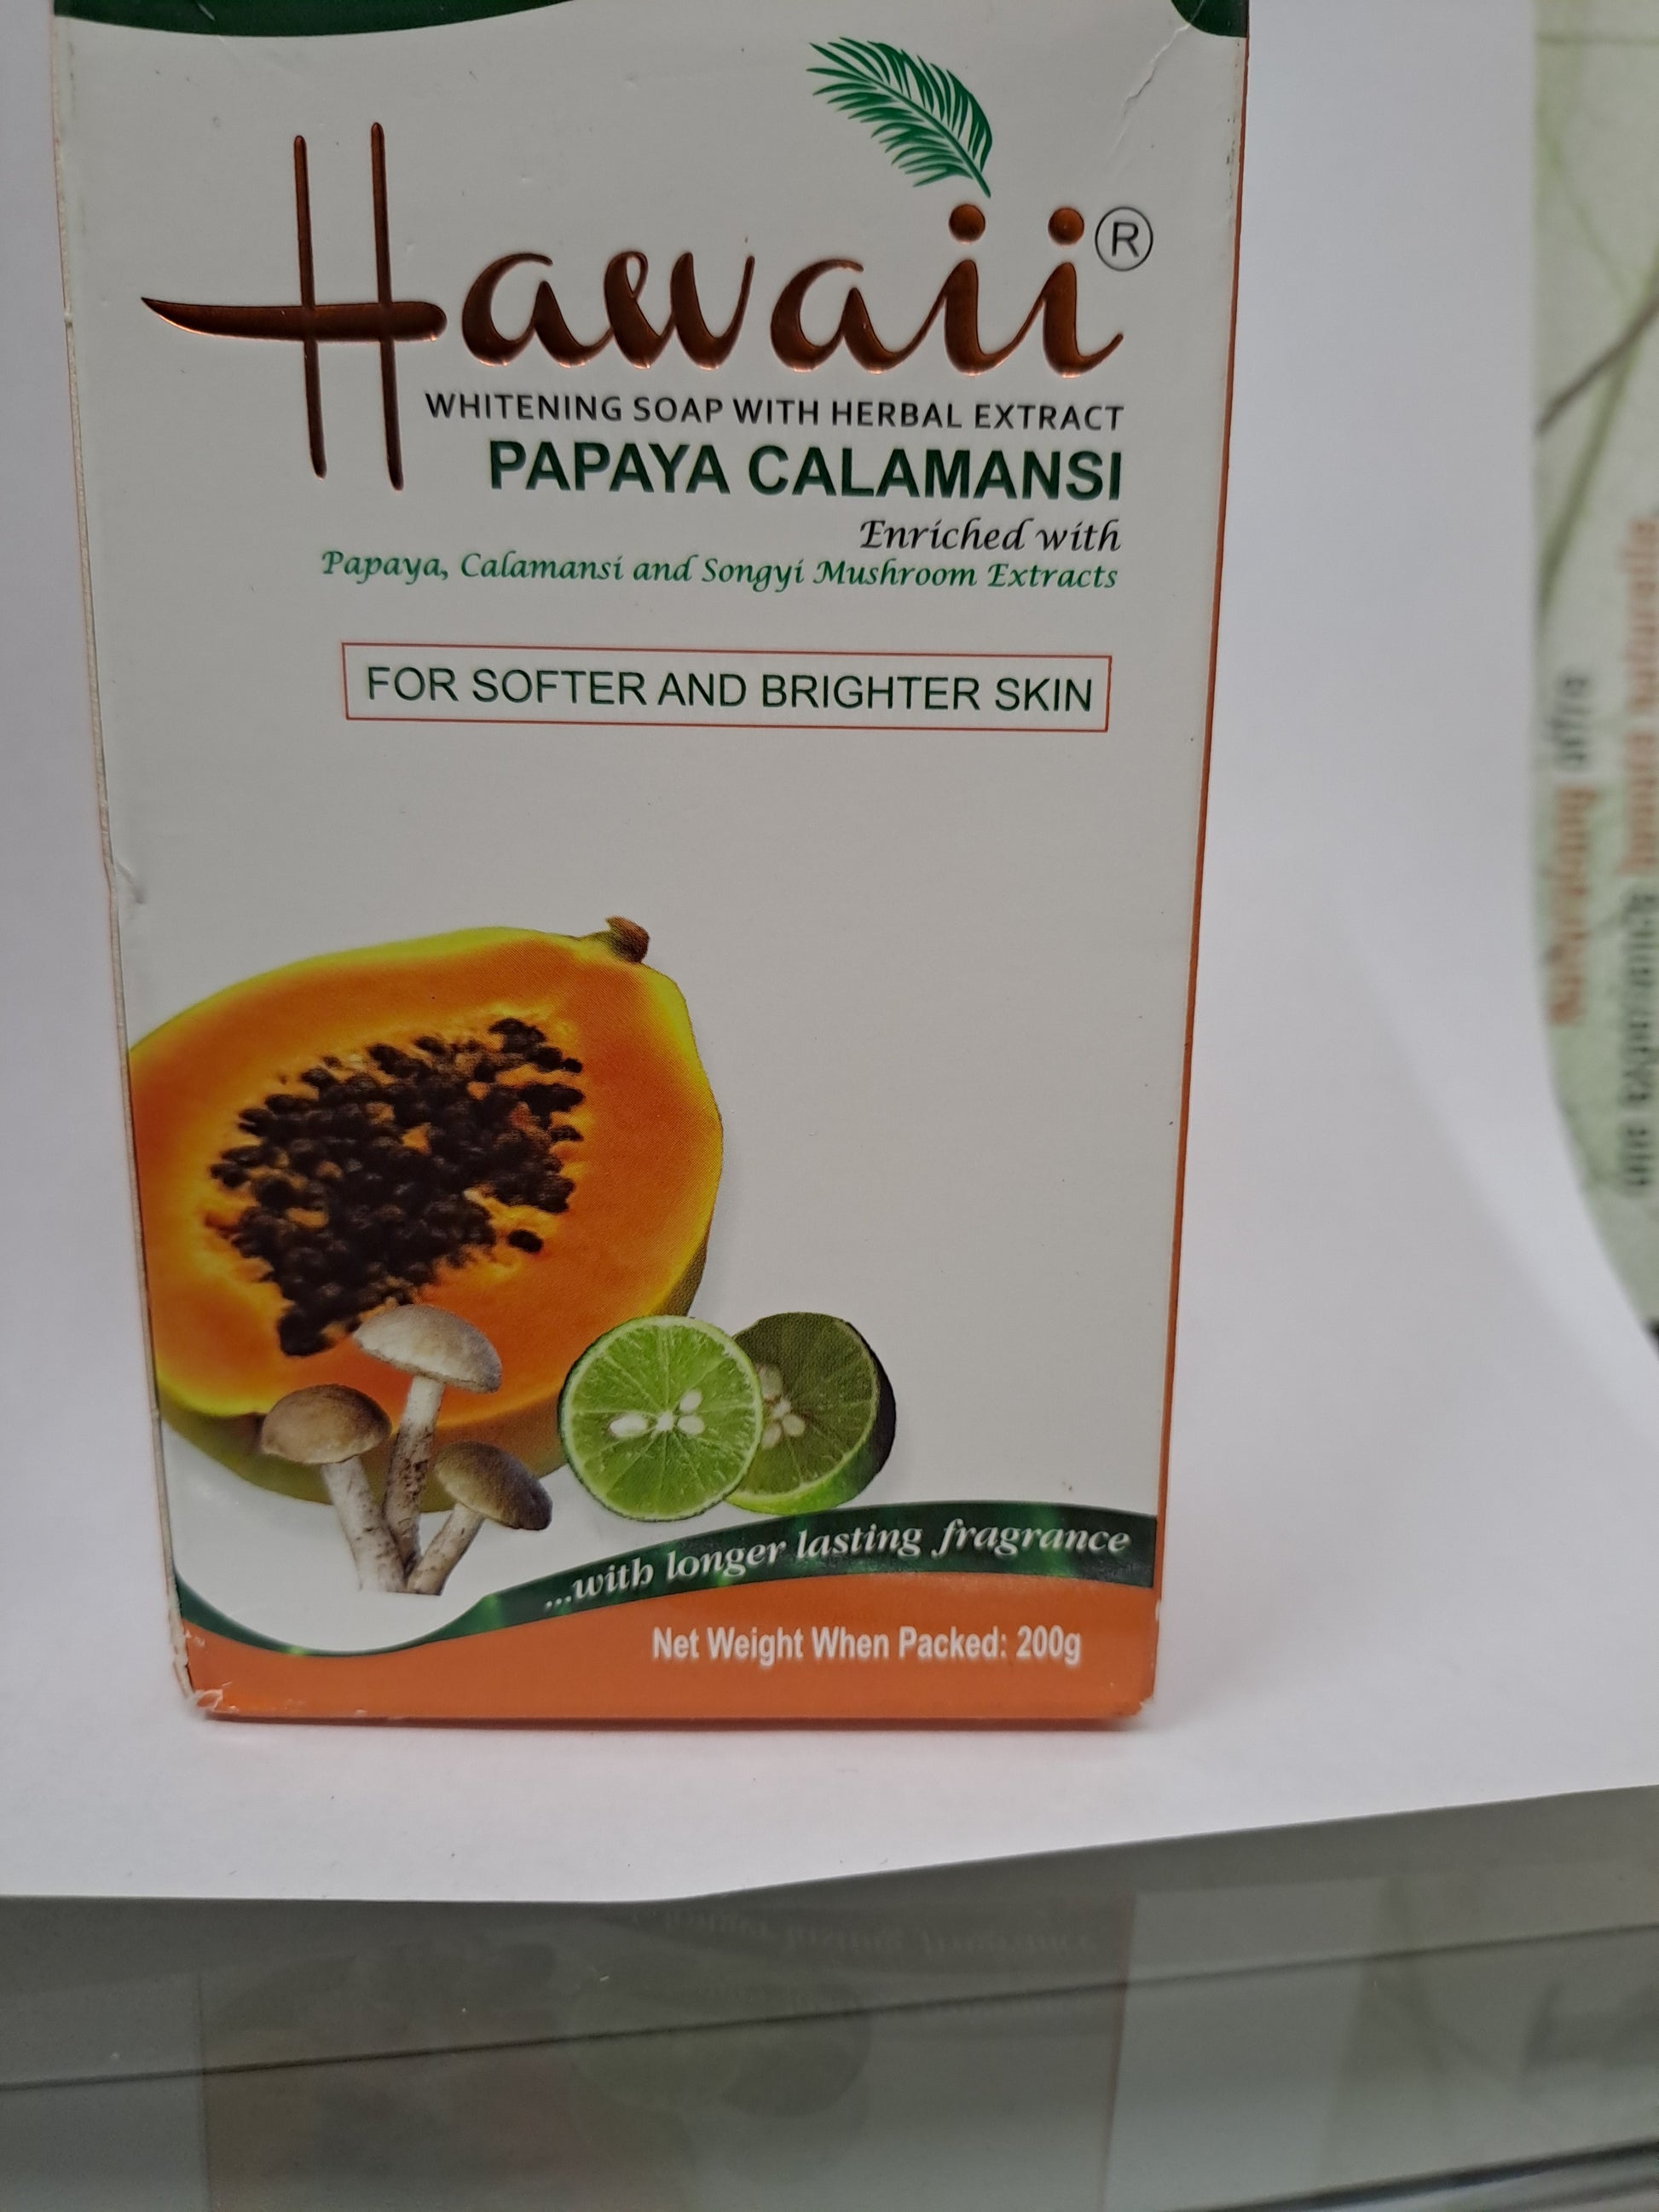 Hawaii®
WHITENING SOAP WITH HERBAL EXTRACT
PAPAYA CALAMANSI
Enriched with
Papaya, Calamansi and Songyi Mushroom Extracts
FOR SOFTER AND BRIGHTER SKIN
...with longer lasting fragrance
Net Weight When Packed: 200g